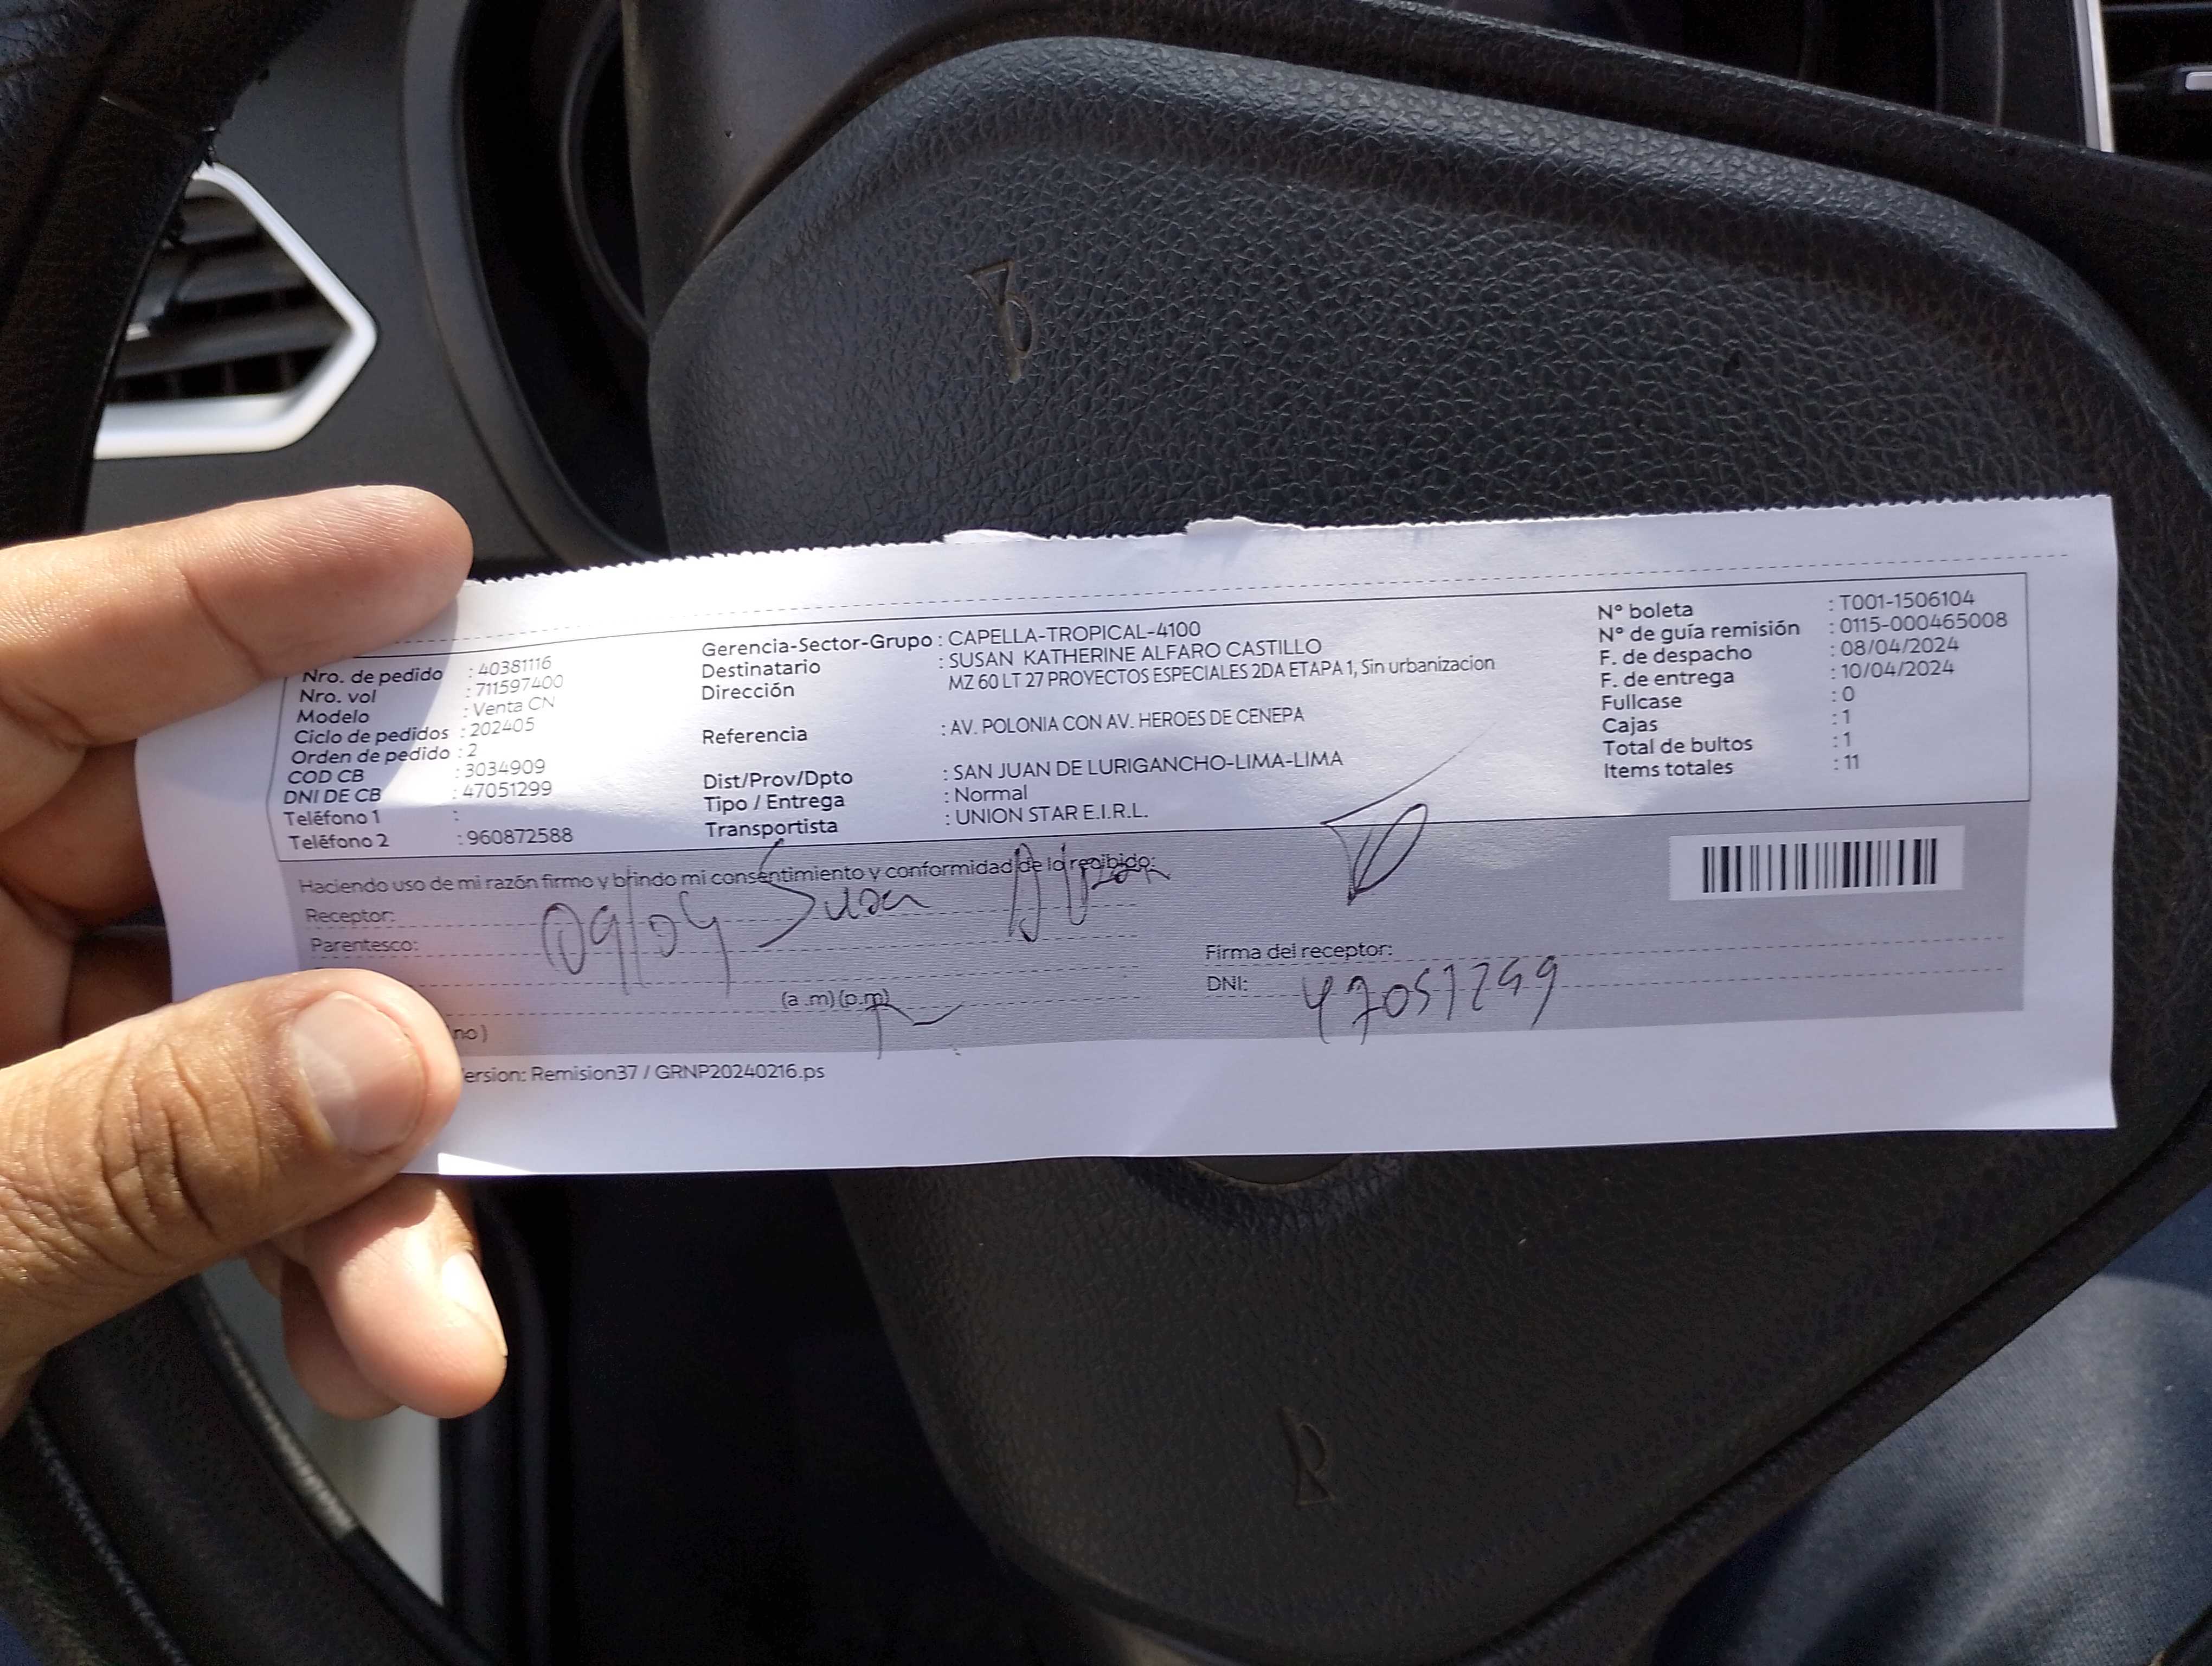 Nro. de pedido : 40381116
Nro. vol : 711597400
Modelo : Venta CN
Ciclo de pedidos : 202405
Orden de pedido : 2
COD CB : 3034909
DNI DE CB : 47051299
Teléfono 1 :
Teléfono 2 : 960872588
Gerencia-Sector-Grupo : CAPELLA-TROPICAL-4100
Destinatario : SUSAN KATHERINE ALFARO CASTILLO
Dirección MZ 60 LT 27 PROYECTOS ESPECIALES 2DA ETAPA 1, Sin urbanizacion
Referencia : AV. POLONIA CON AV. HEROES DE CENEPA
Dist/Prov/Dpto : SAN JUAN DE LURIGANCHO-LIMA-LIMA
Tipo / Entrega : Normal
Transportista : UNION STAR E.I.R.L.
N° boleta : T001-1506104
N° de guía remisión : 0115-000465008
F. de despacho : 08/04/2024
F. de entrega : 10/04/2024
Fullcase : 0
Cajas : 1
Total de bultos : 1
Items totales : 11
Haciendo uso de mi razón firmo y brindo mi consentimiento y conformidad de lo recibido:
Receptor: Susan
Parentesco: 09/04
(a.m)(p.m)
no)
Firma del receptor:
DNI: 47051299
ersion: Remision37 / GRNP20240216.ps